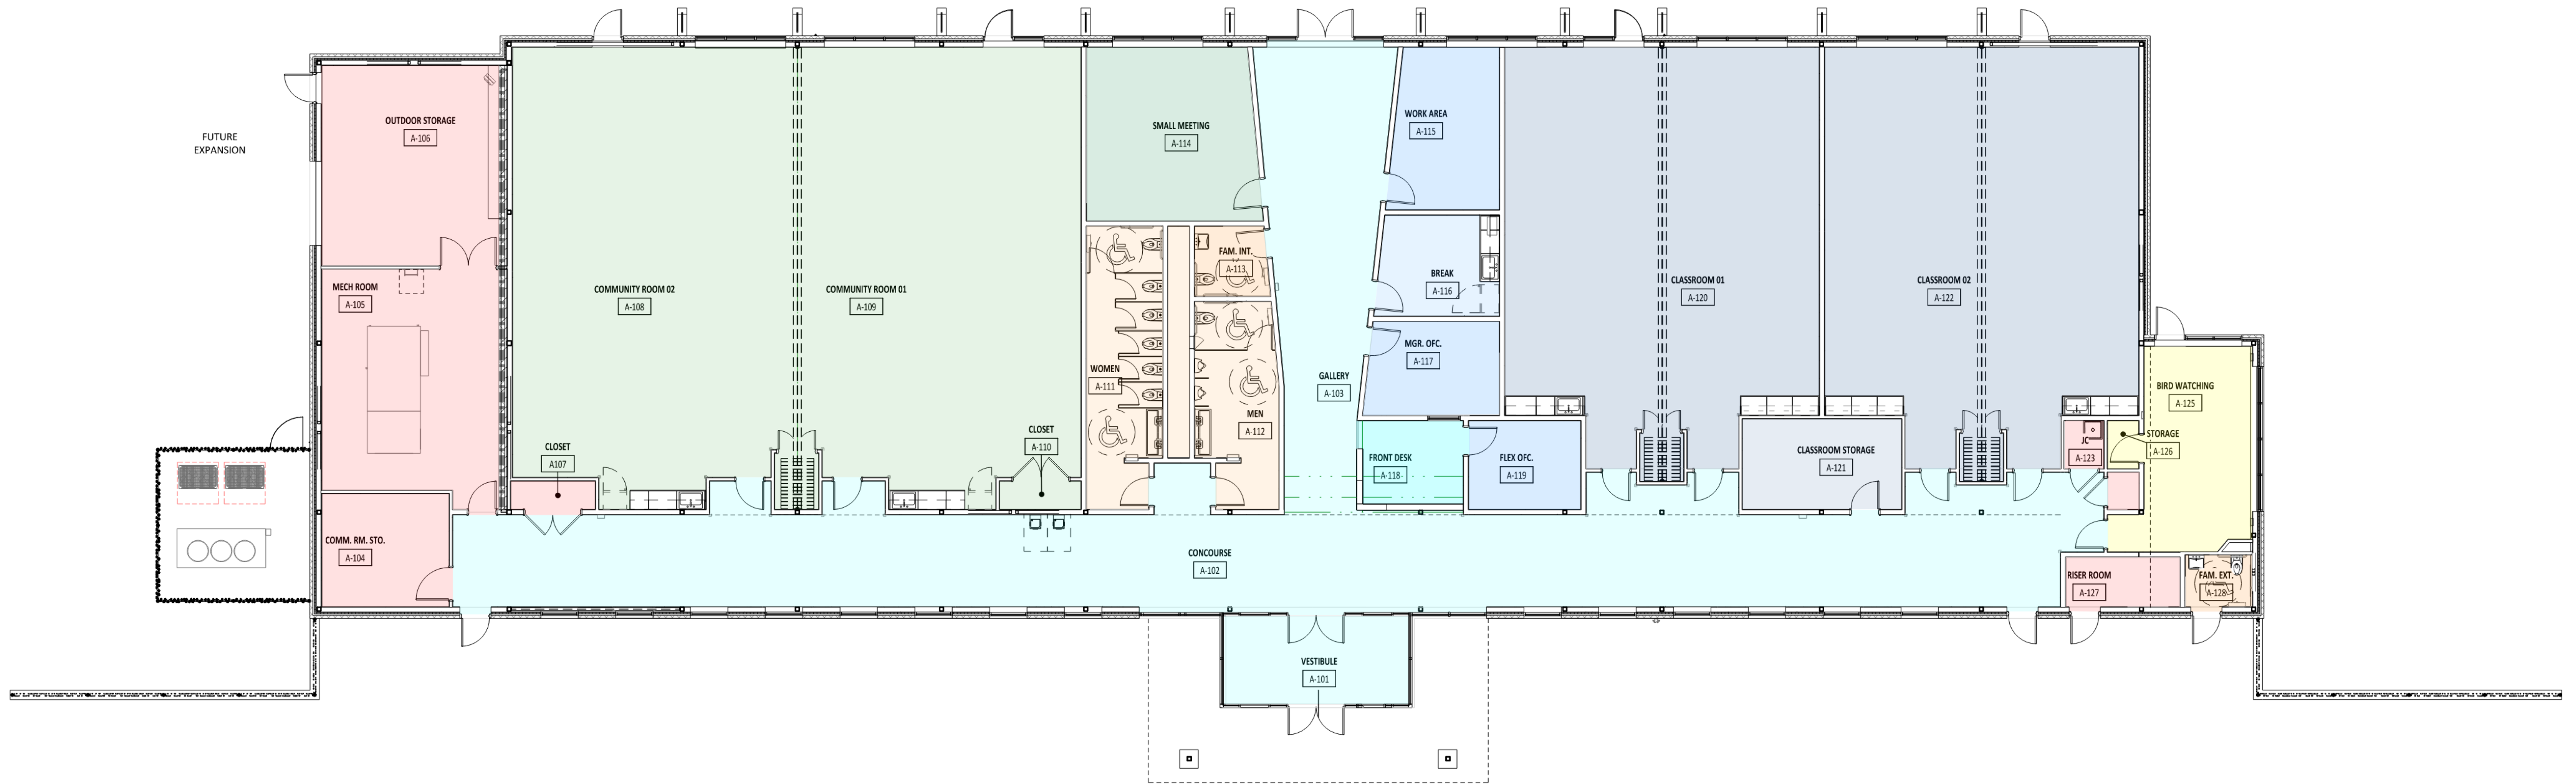 FUTURE
EXPANSION
OUTDOOR STORAGE
A-106
MECH ROOM
A-105
COMM. RM. STO.
A-104
COMMUNITY ROOM 02
A-108
COMMUNITY ROOM 01
A-109
CLOSET
A107
CLOSET
A-110
SMALL MEETING
A-114
FAM. INT.
A-113
WOMEN
A-111
MEN
A-112
GALLERY
A-103
WORK AREA
A-115
BREAK
A-116
MGR. OFC.
A-117
FRONT DESK
A-118
FLEX OFC.
A-119
CLASSROOM 01
A-120
CLASSROOM STORAGE
A-121
CLASSROOM 02
A-122
JC
A-123
BIRD WATCHING
A-125
STORAGE
A-126
CONCOURSE
A-102
RISER ROOM
A-127
FAM. EXT.
A-128
VESTIBULE
A-101